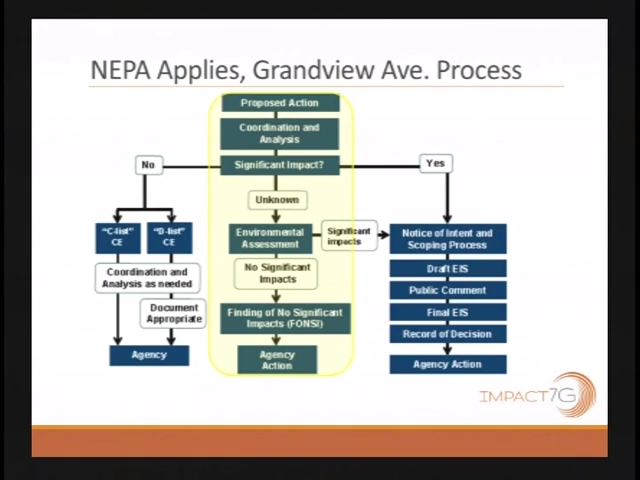 NEPA Applies, Grandview Ave. Process
Proposed Action
Coordination and
Analysis
No
Significant Impact?
Yes
Unknown
"C-list"
CE
"D-list"
CE
Environmental
Assessment
Significant
impacts
Notice of Intent and
Scoping Process
Coordination and
Analysis as needed
No Significant
Impacts
Draft EIS
Public Comment
Document
Appropriate
Finding of No Significant
Impacts (FONSI)
Final EIS
Record of Decision
Agency
Agency
Action
Agency Action
IMPACT7G